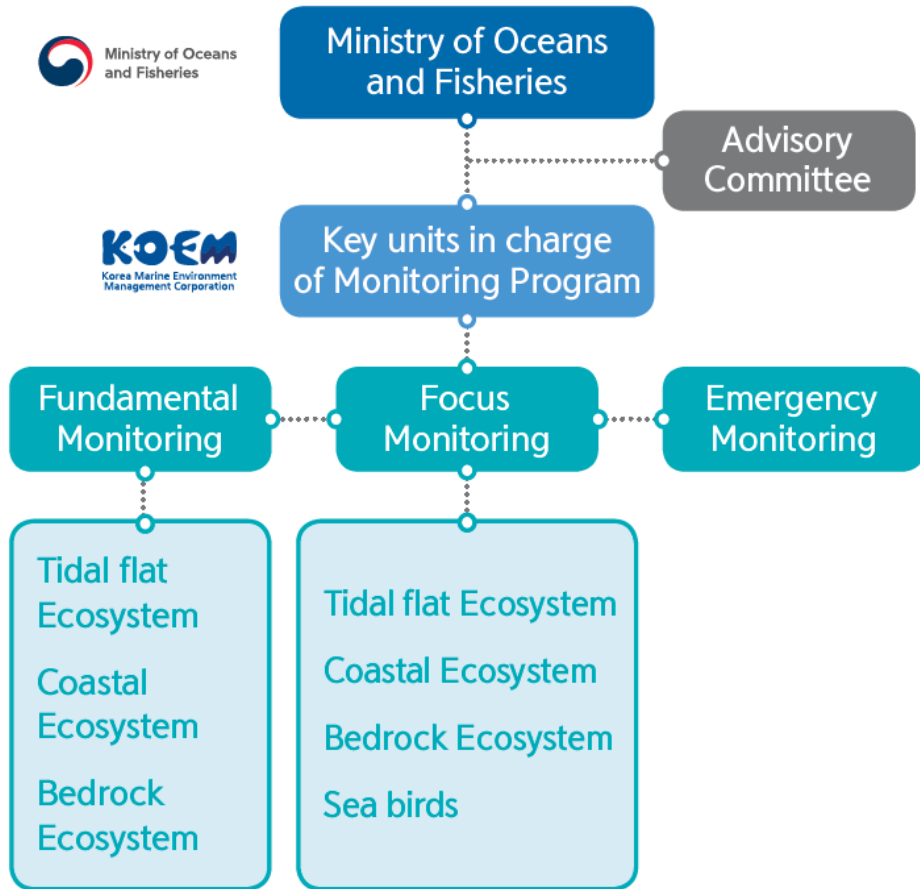 Ministry of Oceans
and Fisheries
Ministry of Oceans
and Fisheries
Advisory
Committee
KOEM
Korea Marine Environment
Management Corporation
Key units in charge
of Monitoring Program
Fundamental
Monitoring
Focus
Monitoring
Emergency
Monitoring
Tidal flat
Ecosystem
Coastal
Ecosystem
Bedrock
Ecosystem
Tidal flat Ecosystem
Coastal Ecosystem
Bedrock Ecosystem
Sea birds